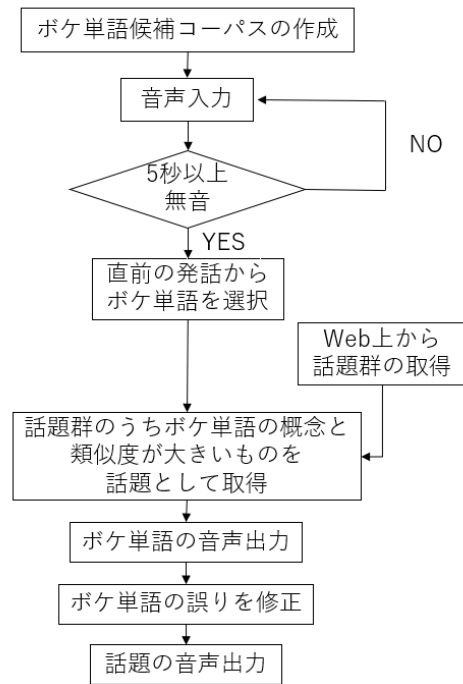 ボケ単語候補コーパスの作成
音声入力
5秒以上
無音
NO
YES
直前の発話から
ボケ単語を選択
Web上から
話題群の取得
話題群のうちボケ単語の概念と
類似度が大きいものを
話題として取得
ボケ単語の音声出力
ボケ単語の誤りを修正
話題の音声出力